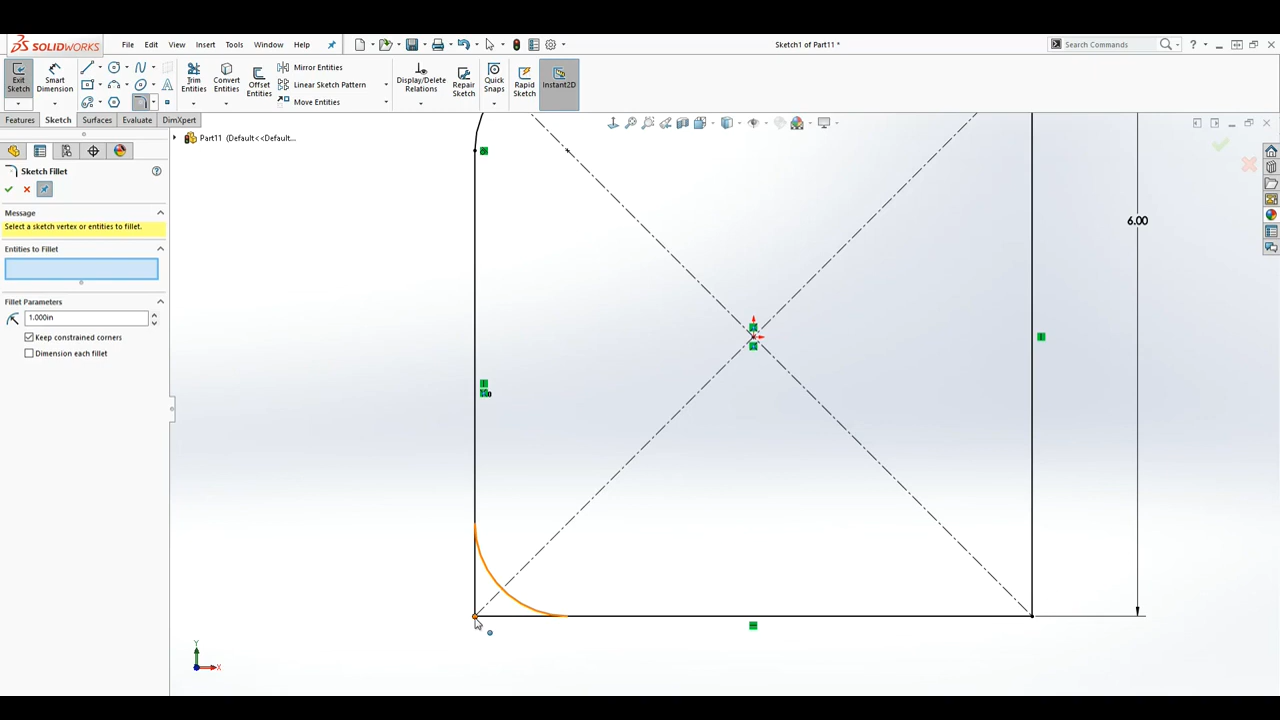 SOLIDWORKS File Edit View Insert Tools Window Help Sketch1 of Part11 * Search Commands
Exit Sketch Smart Dimension Trim Entities Convert Entities Offset Entities Mirror Entities Linear Sketch Pattern Move Entities Display/Delete Relations Repair Sketch Quick Snaps Rapid Sketch Instant2D
Features Sketch Surfaces Evaluate DimXpert
Part11 (Default<<Default...
Sketch Fillet
Message
Select a sketch vertex or entities to fillet.
6.00
Entities to Fillet
Fillet Parameters
1.000in
Keep constrained corners
Dimension each fillet
Y
X